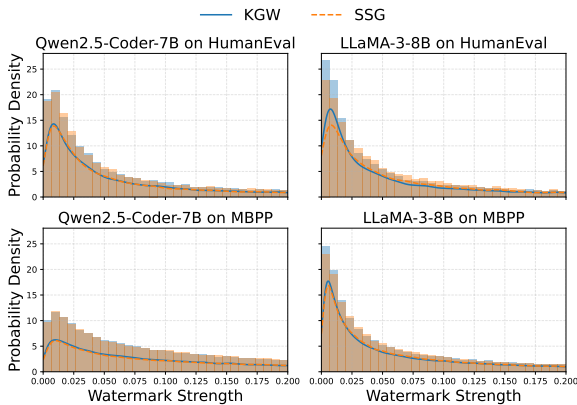 KGW SSG
Qwen2.5-Coder-7B on HumanEval LLaMA-3-8B on HumanEval
Probability Density
25
20
15
10
5
0
Qwen2.5-Coder-7B on MBPP LLaMA-3-8B on MBPP
Probability Density
25
20
15
10
5
0
0.000 0.025 0.050 0.075 0.100 0.125 0.150 0.175 0.200 0.000 0.025 0.050 0.075 0.100 0.125 0.150 0.175 0.200
Watermark Strength Watermark Strength